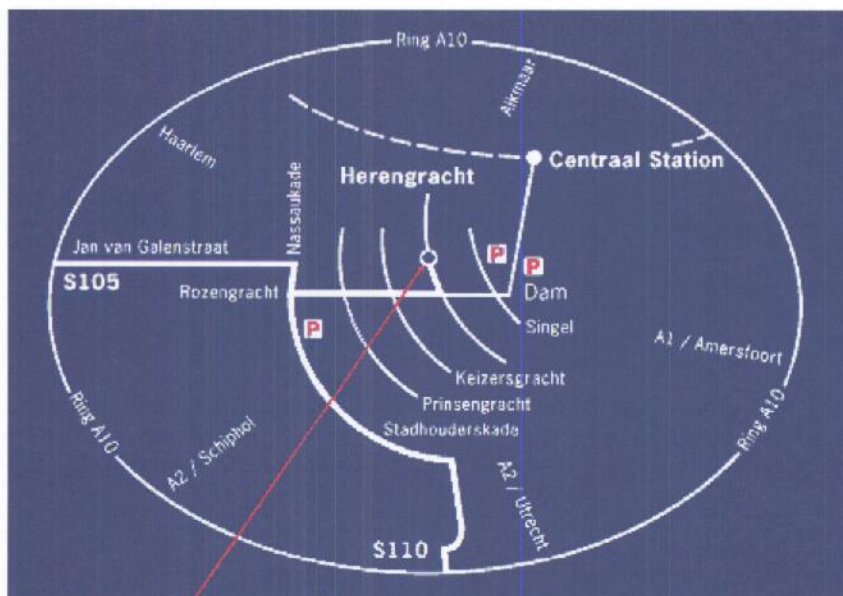 Ring A10
Alkmaar
Haarlem
Centraal Station
Herengracht
Nassaukade
Jan van Galenstraat
S105
P
P
Rozengracht
Dam
P
Singel
A1 / Amersfoort
Keizersgracht
Prinsengracht
Stadhouderskade
Ring A10
Ring A10
A2 / Schiphol
A2 / Utrecht
S110